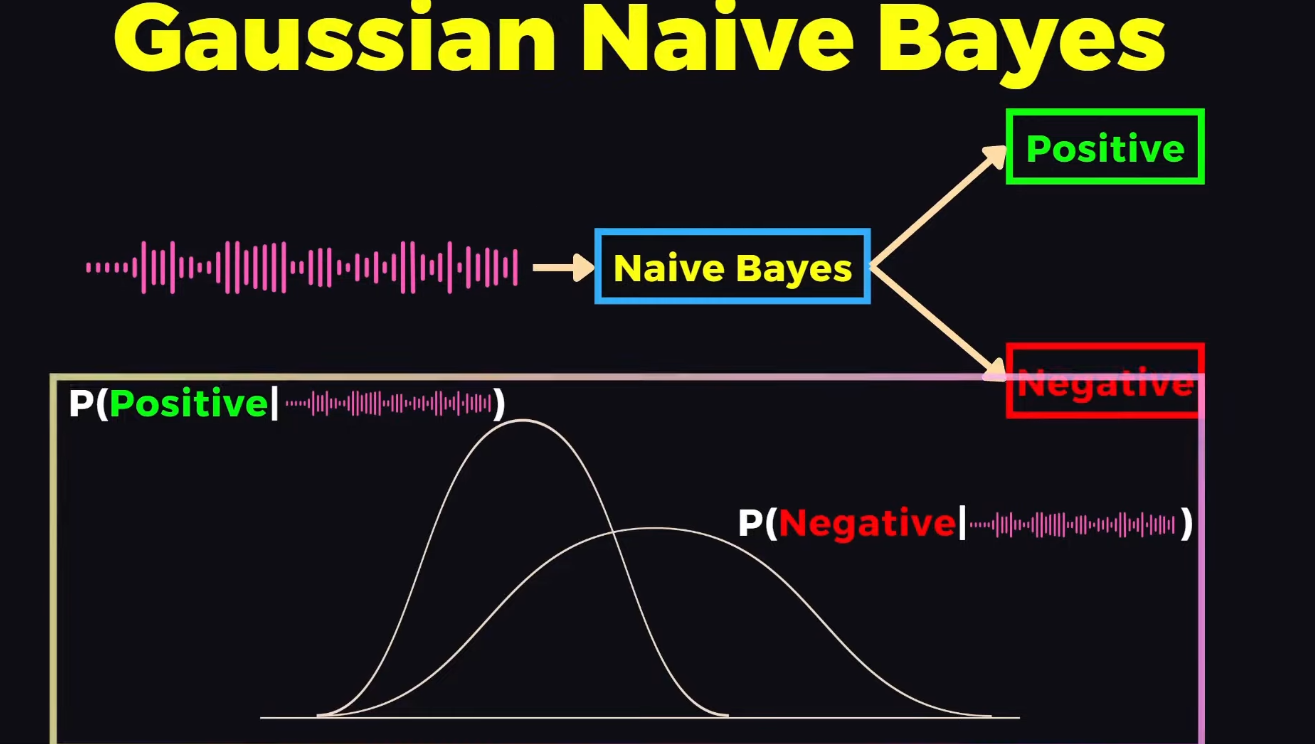 Gaussian Naive Bayes
Positive
Naive Bayes
Negative
P(Positive| )
P(Negative| )